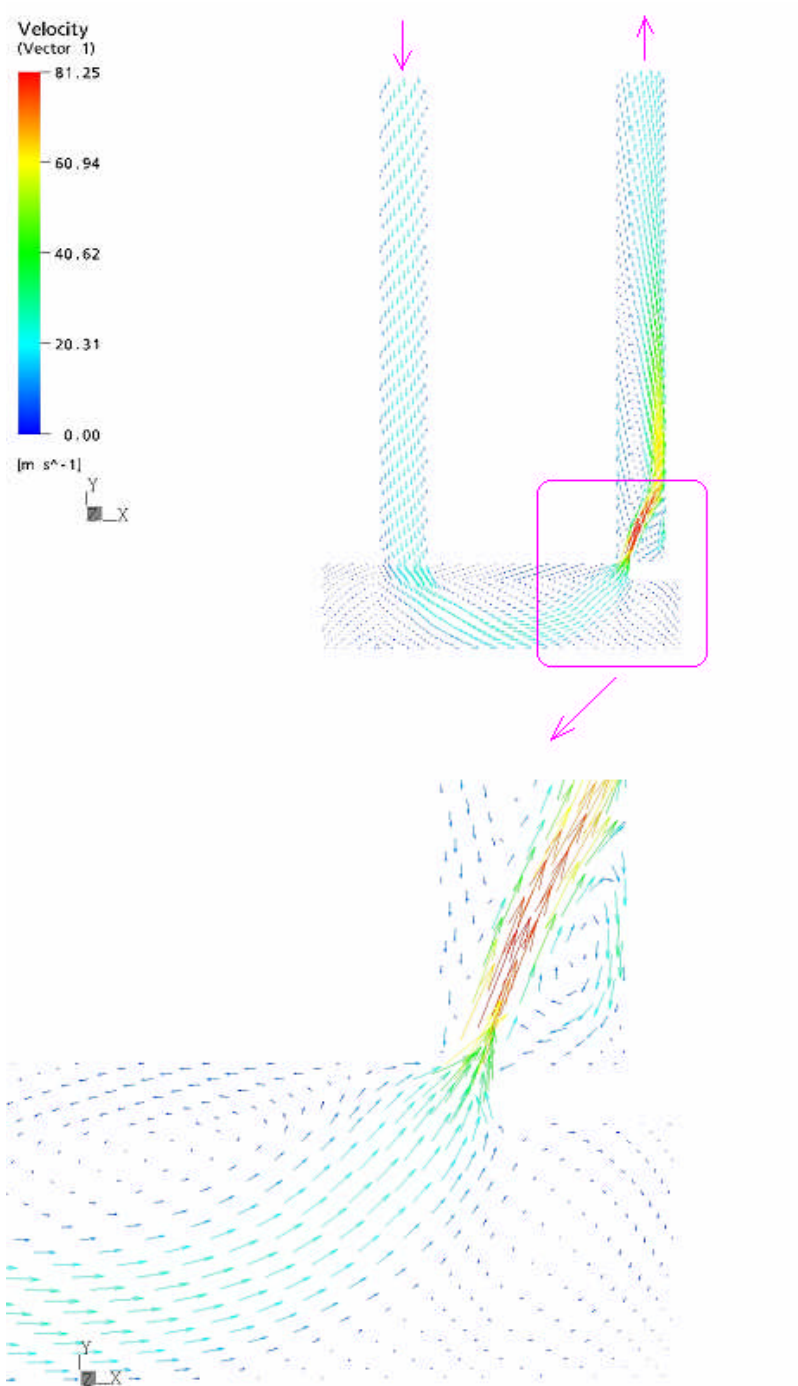 Velocity
(Vector 1)
81.25
60.94
40.62
20.31
0.00
[m s^-1]
Y
Z X
Y
Z X